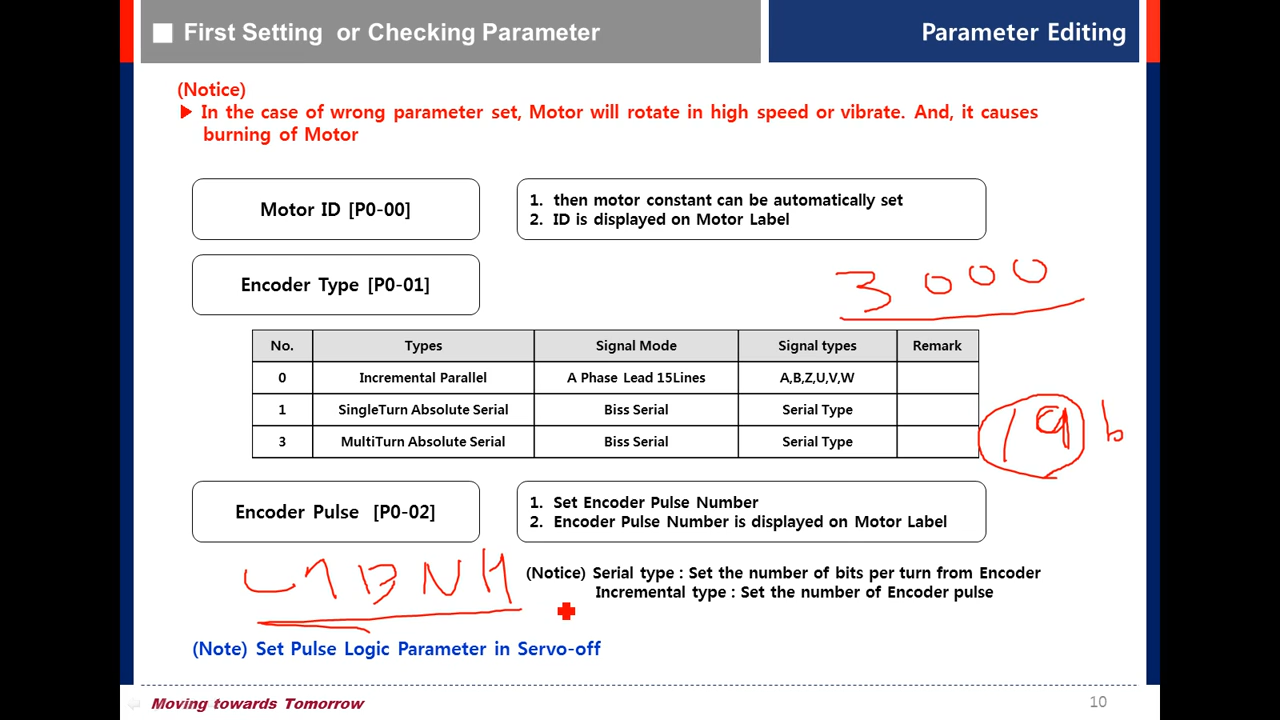 First Setting or Checking Parameter
Parameter Editing
(Notice)
In the case of wrong parameter set, Motor will rotate in high speed or vibrate. And, it causes
burning of Motor
Motor ID [P0-00]
1. then motor constant can be automatically set
2. ID is displayed on Motor Label
Encoder Type [P0-01]
3000
No. Types Signal Mode Signal types Remark
0 Incremental Parallel A Phase Lead 15Lines A,B,Z,U,V,W
1 SingleTurn Absolute Serial Biss Serial Serial Type
3 MultiTurn Absolute Serial Biss Serial Serial Type
19 b
Encoder Pulse [P0-02]
1. Set Encoder Pulse Number
2. Encoder Pulse Number is displayed on Motor Label
(Notice) Serial type : Set the number of bits per turn from Encoder
Incremental type : Set the number of Encoder pulse
(Note) Set Pulse Logic Parameter in Servo-off
Moving towards Tomorrow
10